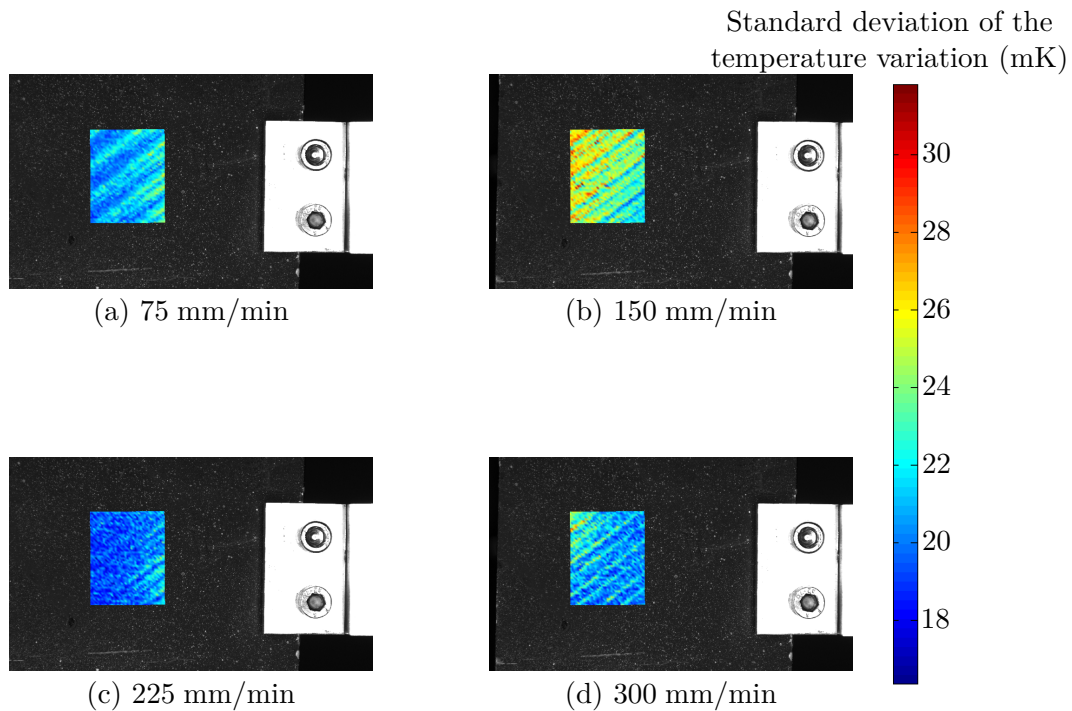 Standard deviation of the
temperature variation (mK)
30
28
26
24
22
20
18
(a) 75 mm/min
(b) 150 mm/min
(c) 225 mm/min
(d) 300 mm/min